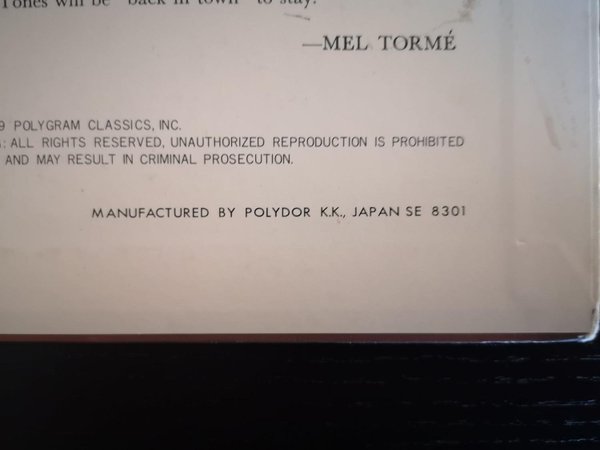 Tones will be "back in town" to stay!
—MEL TORMÉ
9 POLYGRAM CLASSICS, INC.
: ALL RIGHTS RESERVED, UNAUTHORIZED REPRODUCTION IS PROHIBITED
AND MAY RESULT IN CRIMINAL PROSECUTION.
MANUFACTURED BY POLYDOR K.K., JAPAN SE 8301